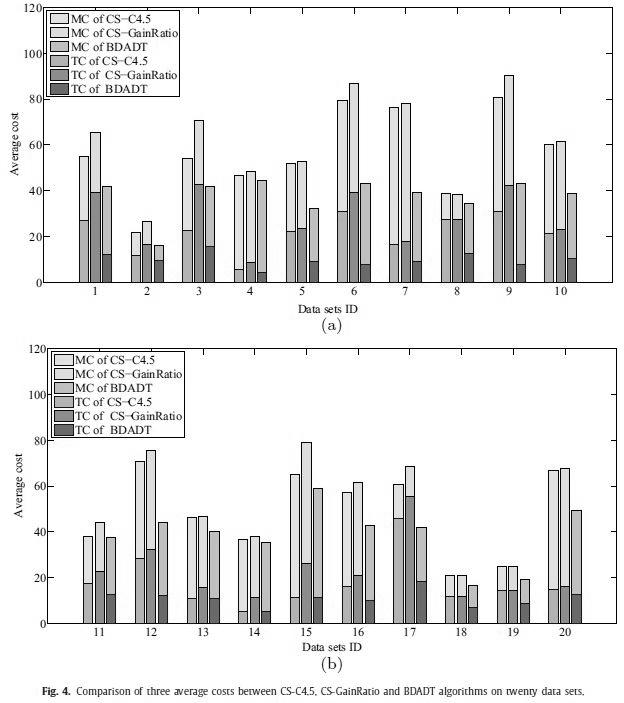 120
MC of CS-C4.5
MC of CS-GainRatio
100
MC of BDADT
TC of CS-C4.5
TC of CS-GainRatio
80
TC of BDADT
Average cost
60
40
20
0
1 2 3 4 5 6 7 8 9 10
Data sets ID
(a)
120
MC of CS-C4.5
MC of CS-GainRatio
100
MC of BDADT
TC of CS-C4.5
TC of CS-GainRatio
TC of BDADT
80
Average cost
60
40
20
0
11 12 13 14 15 16 17 18 19 20
Data sets ID
(b)
Fig. 4. Comparison of three average costs between CS-C4.5, CS-GainRatio and BDADT algorithms on twenty data sets.